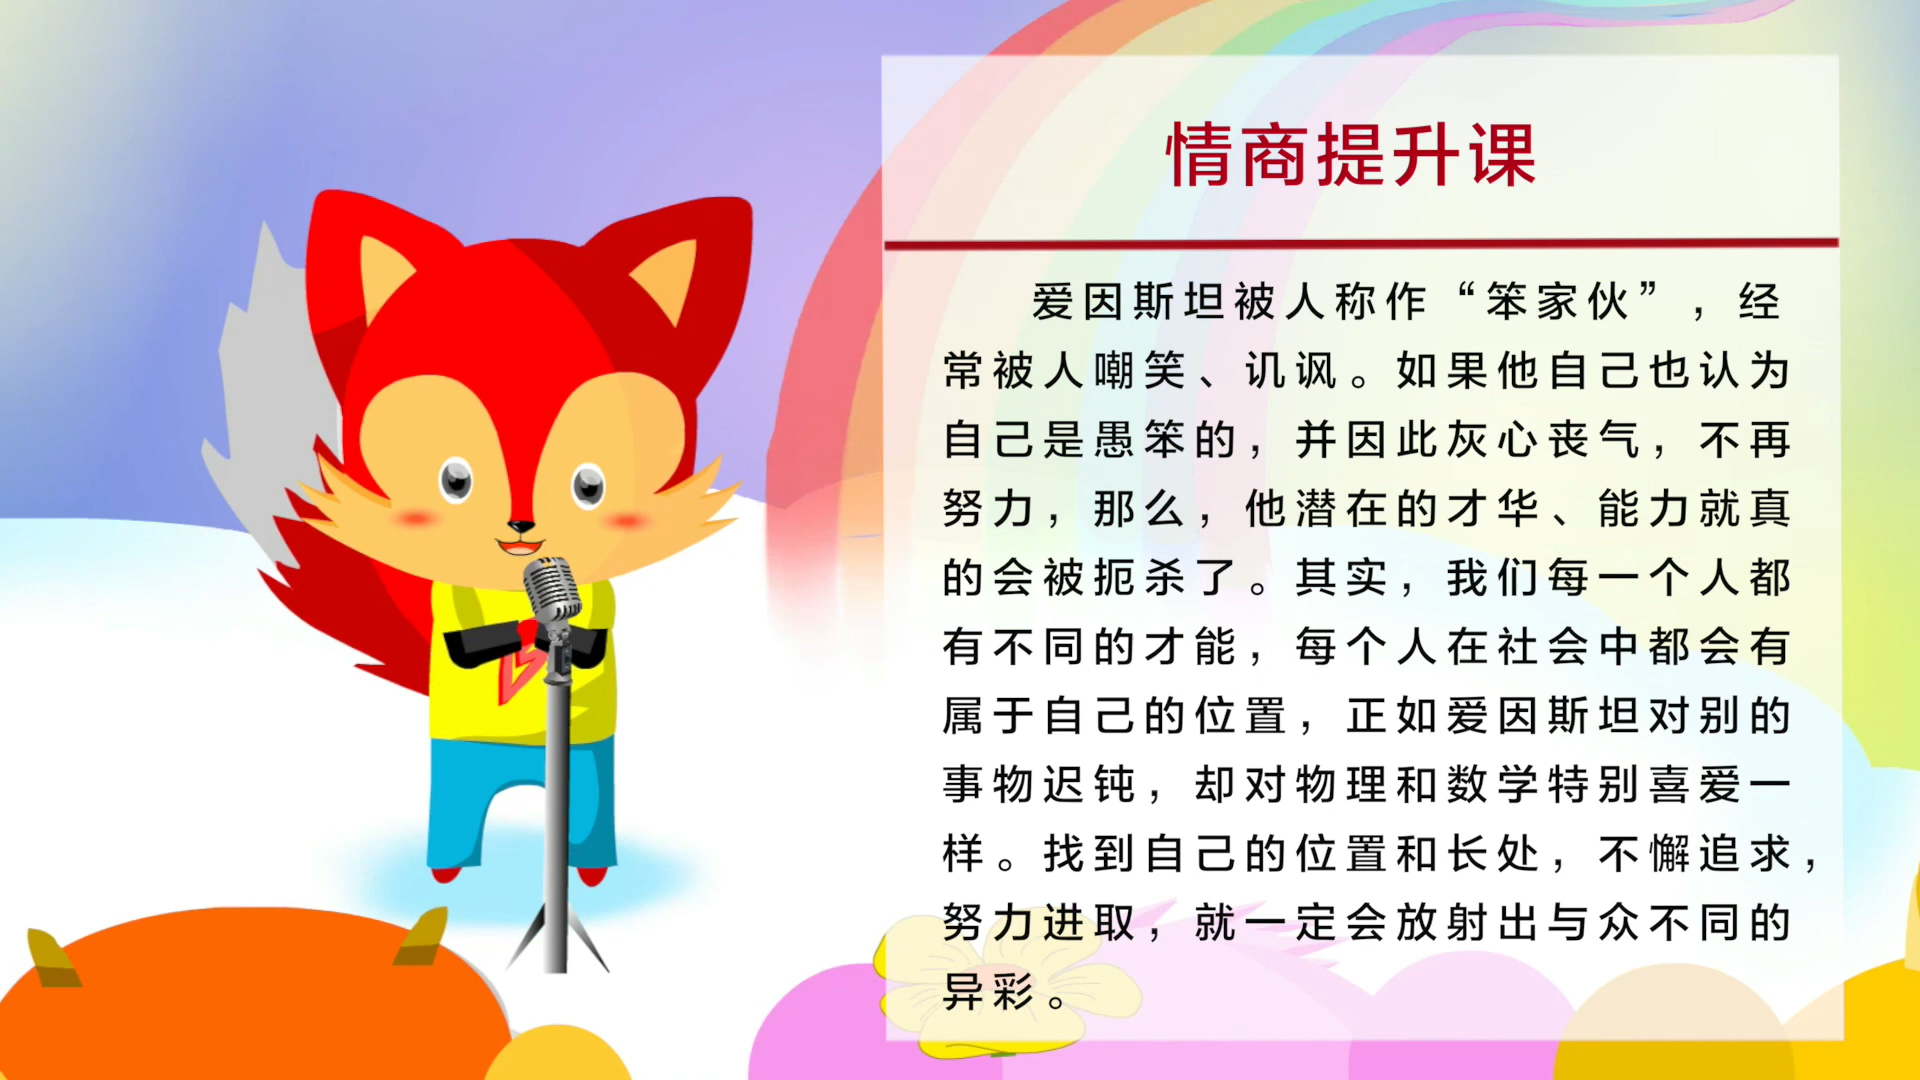 情商提升课
爱因斯坦被人称作“笨家伙”，经
常被人嘲笑、讥讽。如果他自己也认为
自己是愚笨的，并因此灰心丧气，不再
努力，那么，他潜在的才华、能力就真
的会被扼杀了。其实，我们每一个人都
有不同的才能，每个人在社会中都会有
属于自己的位置，正如爱因斯坦对别的
事物迟钝，却对物理和数学特别喜爱一
样。找到自己的位置和长处，不懈追求，
努力进取，就一定会放射出与众不同的
异彩。